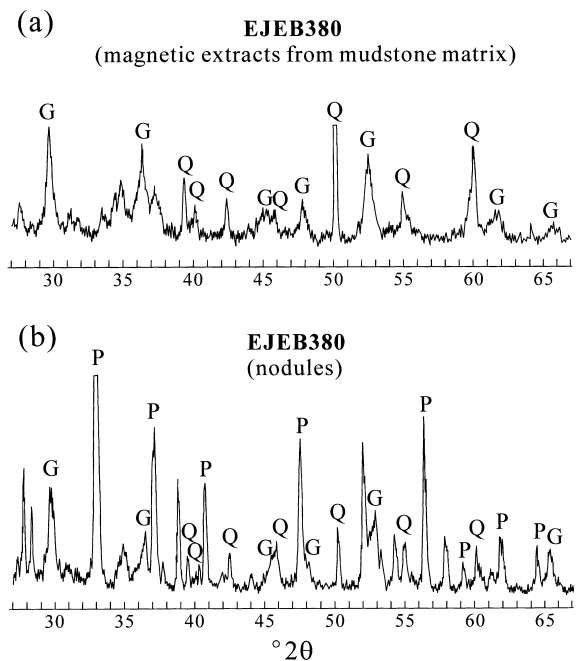 (a)
EJEB380
(magnetic extracts from mudstone matrix)
G
G
Q
Q
Q
G
Q
G
Q
G
Q
Q
G
G
30 35 40 45 50 55 60 65
(b)
EJEB380
(nodules)
G
P
G
P
Q
Q
P
Q
G
Q
P
G
Q
G
Q
P
P
Q
P
P
G
30 35 40 45 50 55 60 65
°2θ